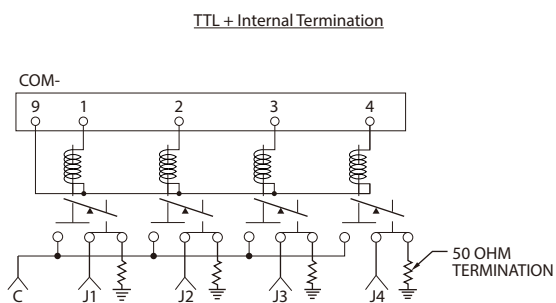 TTL + Internal Termination
COM-
9 1 2 3 4
50 OHM
TERMINATION
C J1 J2 J3 J4